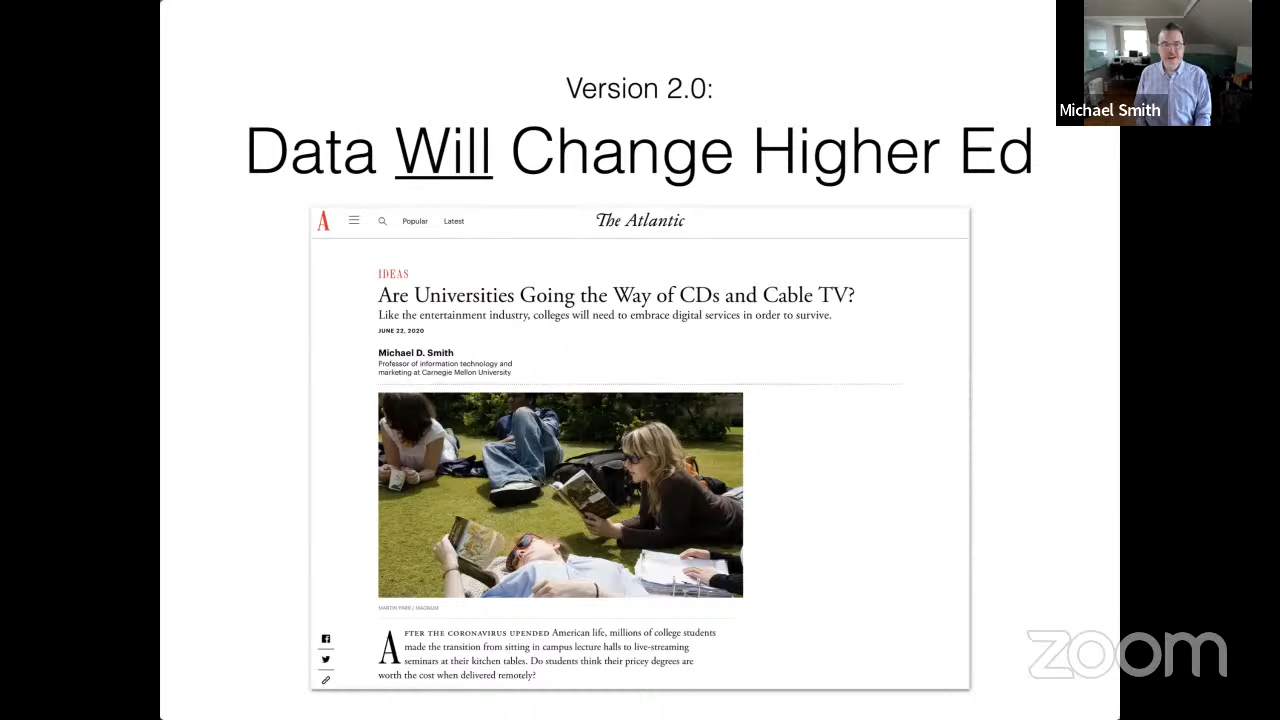 Version 2.0:
Data Will Change Higher Ed
Michael Smith
A
Popular
Latest
The Atlantic
IDEAS
Are Universities Going the Way of CDs and Cable TV?
Like the entertainment industry, colleges will need to embrace digital services in order to survive.
JUNE 22, 2020
Michael D. Smith
Professor of information technology and
marketing at Carnegie Mellon University
MARTIN PARR / MAGNUM
AFTER THE CORONAVIRUS UPENDED American life, millions of college students
made the transition from sitting in campus lecture halls to live-streaming
seminars at their kitchen tables. Do students think their pricey degrees are
worth the cost when delivered remotely?
zoom